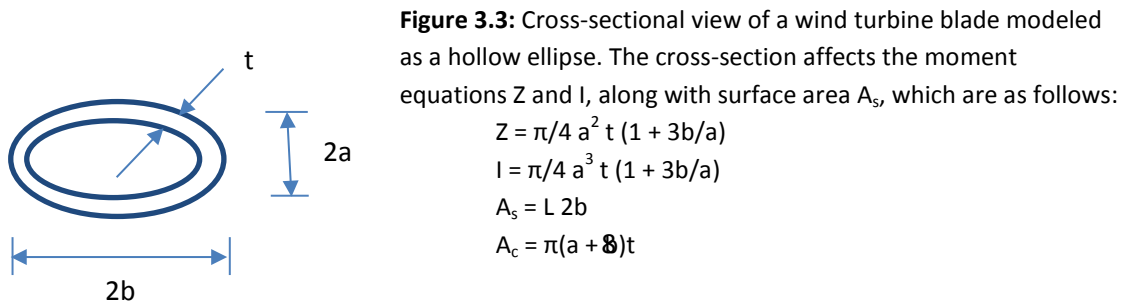 Figure 3.3: Cross-sectional view of a wind turbine blade modeled
as a hollow ellipse. The cross-section affects the moment
equations Z and I, along with surface area Aₛ, which are as follows:
Z = π/4 a² t (1 + 3b/a)
I = π/4 a³ t (1 + 3b/a)
Aₛ = L 2b
A꜀ = π(a + )t
t
2a
2b